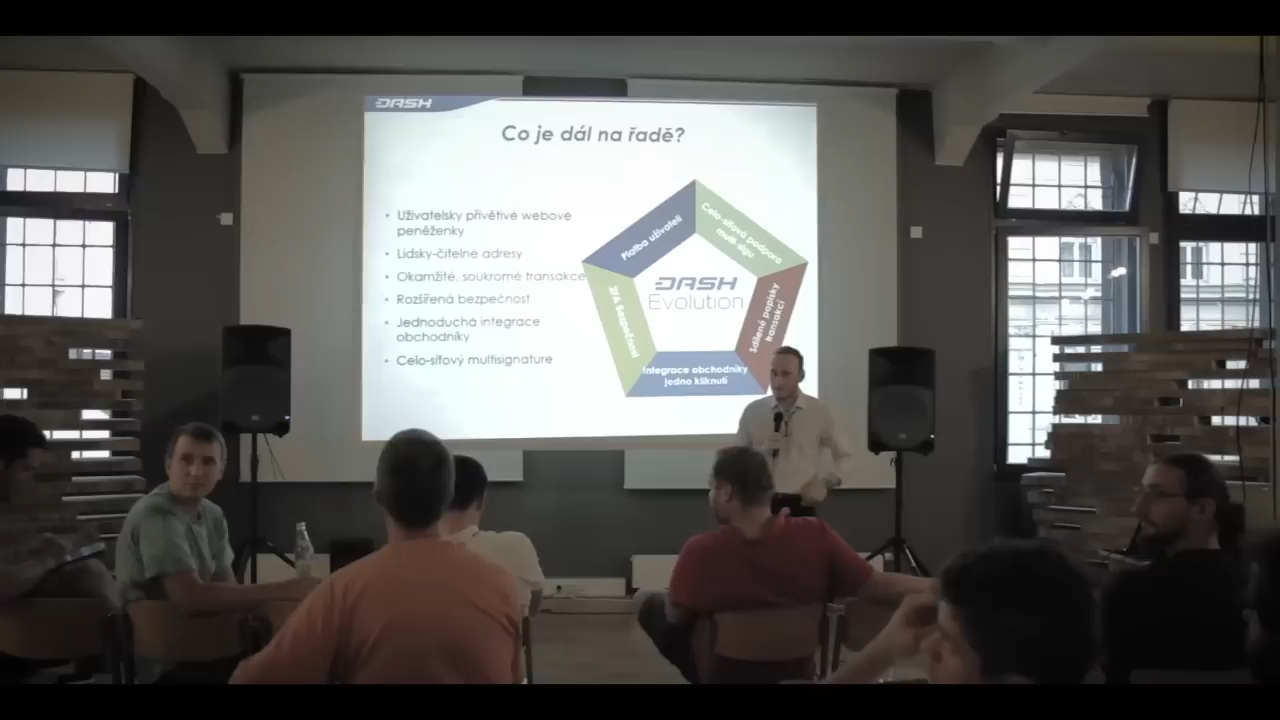 DASH
Co je dál na řadě?
• Uživatelsky přívětivé webove
peněženky
• Lidsky-čitelné adresy
• Okamžité, soukromé transakce
• Rozšířená bezpečnost
• Jednoduchá integrace
obchodníky
• Celo-síťový multisignature
Platba uživateli
Celo-síťová podpora
multi-sigu
DASH
Evolution
2FA Bezpečnost
Sdílené popisky
transakcí
Integrace obchodníky
jedno kliknutí